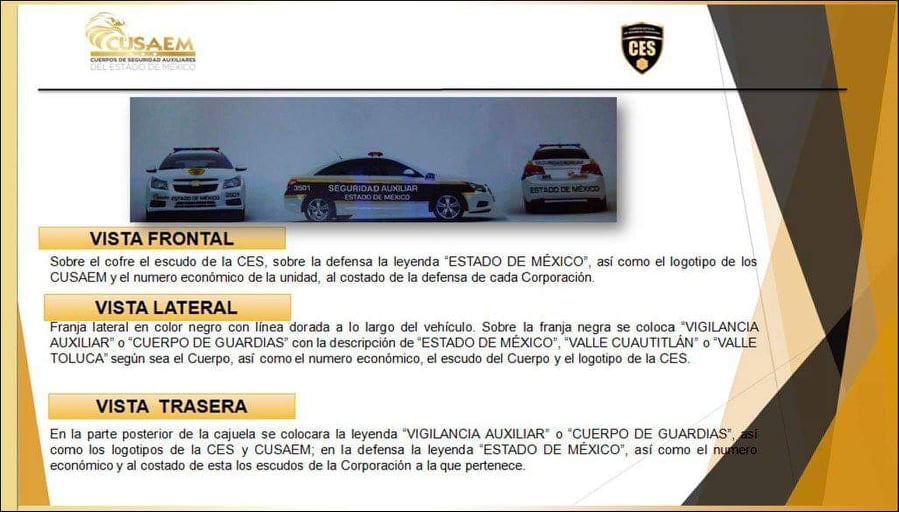 CUSAEM
CUERPOS DE SEGURIDAD AUXILIARES
DEL ESTADO DE MÉXICO
CES
3501
ESTADO DE MÉXICO
3501
SEGURIDAD AUXILIAR
ESTADO DE MÉXICO
ESTADO DE MÉXICO
VISTA FRONTAL
Sobre el cofre el escudo de la CES, sobre la defensa la leyenda “ESTADO DE MÉXICO”, así como el logotipo de los
CUSAEM y el numero económico de la unidad, al costado de la defensa de cada Corporación.
VISTA LATERAL
Franja lateral en color negro con línea dorada a lo largo del vehículo. Sobre la franja negra se coloca “VIGILANCIA
AUXILIAR” o “CUERPO DE GUARDIAS” con la descripción de “ESTADO DE MÉXICO”, “VALLE CUAUTITLÁN” o “VALLE
TOLUCA” según sea el Cuerpo, así como el numero económico, el escudo del Cuerpo y el logotipo de la CES.
VISTA TRASERA
En la parte posterior de la cajuela se colocara la leyenda “VIGILANCIA AUXILIAR” o “CUERPO DE GUARDIAS”, así
como los logotipos de la CES y CUSAEM; en la defensa la leyenda “ESTADO DE MÉXICO”, así como el numero
económico y al costado de esta los escudos de la Corporación a la que pertenece.